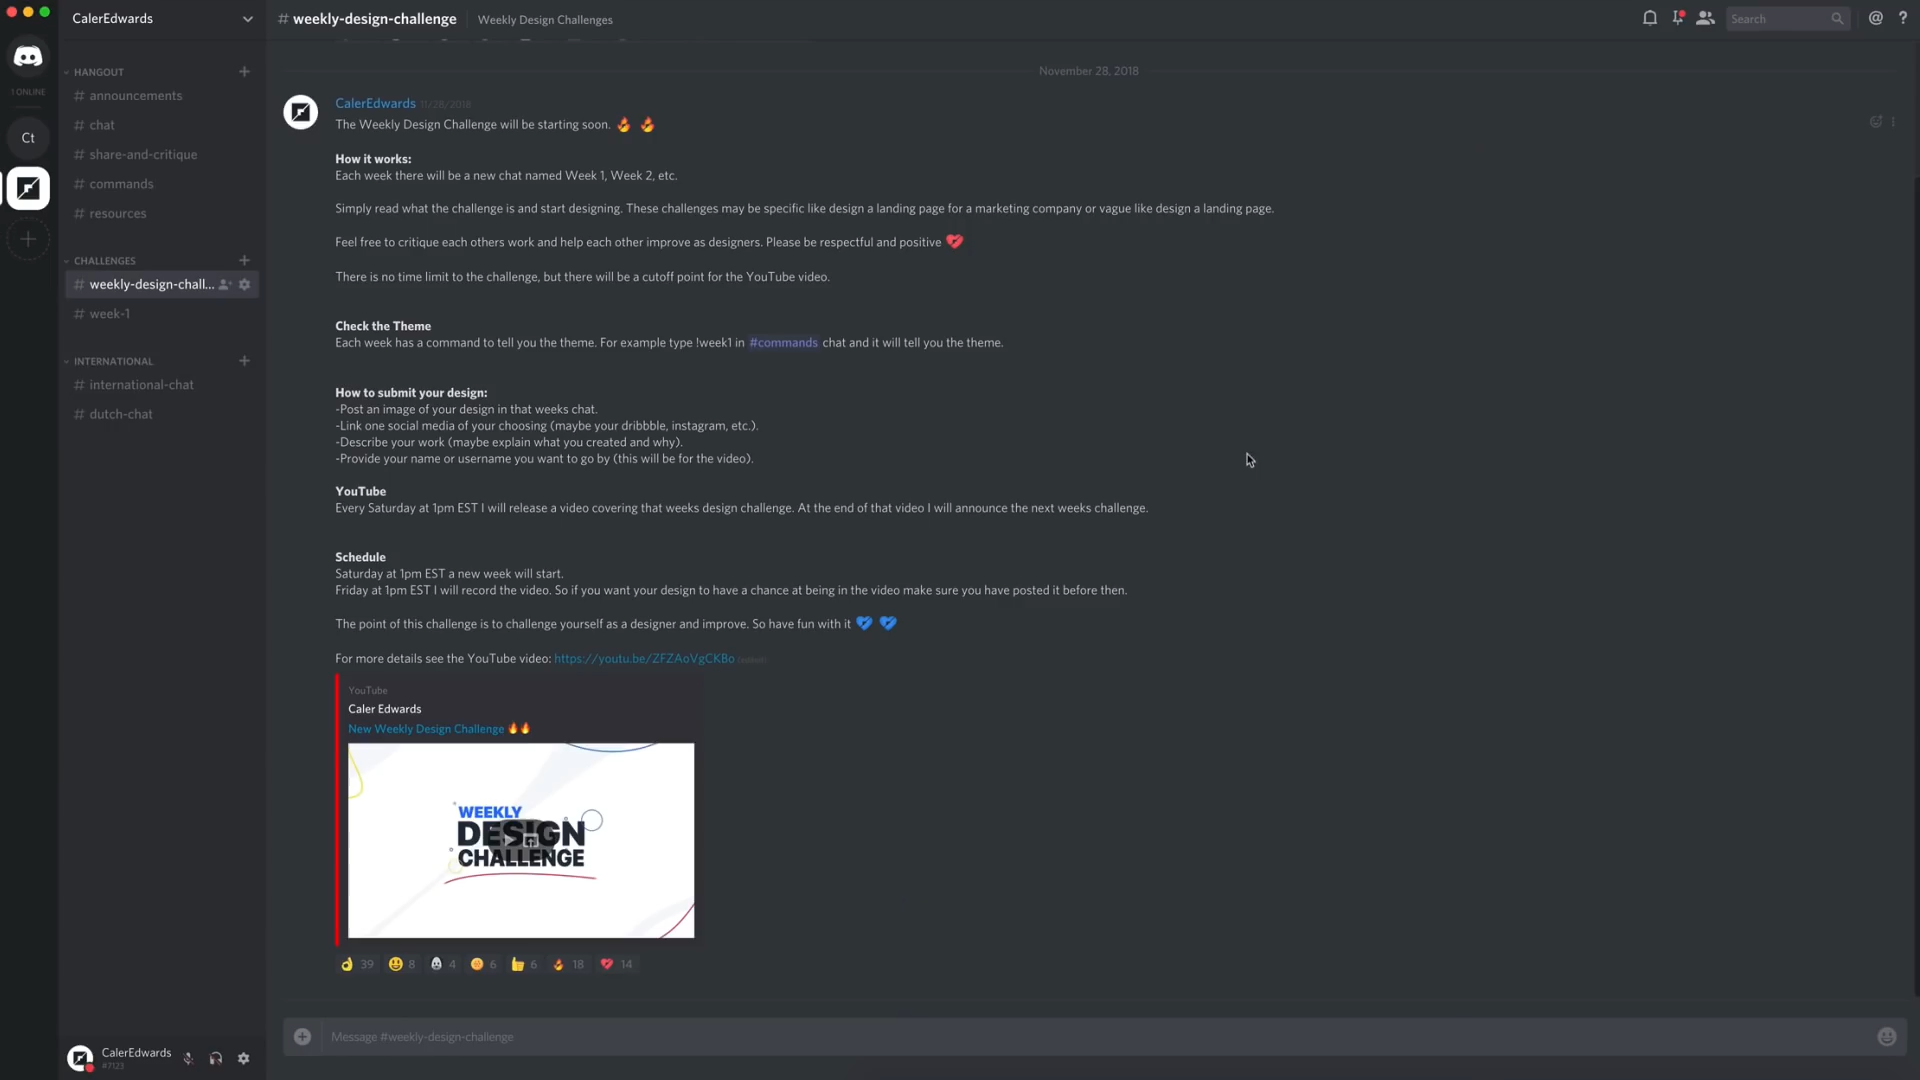 CalerEdwards
# weekly-design-challenge
Weekly Design Challenges
Search
1 ONLINE
Ct
HANGOUT
# announcements
# chat
# share-and-critique
# commands
# resources
CHALLENGES
# weekly-design-chall...
# week-1
INTERNATIONAL
# international-chat
# dutch-chat
November 28, 2018
CalerEdwards 11/28/2018
The Weekly Design Challenge will be starting soon. 🔥 🔥
How it works:
Each week there will be a new chat named Week 1, Week 2, etc.
Simply read what the challenge is and start designing. These challenges may be specific like design a landing page for a marketing company or vague like design a landing page.
Feel free to critique each others work and help each other improve as designers. Please be respectful and positive
There is no time limit to the challenge, but there will be a cutoff point for the YouTube video.
Check the Theme
Each week has a command to tell you the theme. For example type !week1 in #commands chat and it will tell you the theme.
How to submit your design:
-Post an image of your design in that weeks chat.
-Link one social media of your choosing (maybe your dribbble, instagram, etc.).
-Describe your work (maybe explain what you created and why).
-Provide your name or username you want to go by (this will be for the video).
YouTube
Every Saturday at 1pm EST I will release a video covering that weeks design challenge. At the end of that video I will announce the next weeks challenge.
Schedule
Saturday at 1pm EST a new week will start.
Friday at 1pm EST I will record the video. So if you want your design to have a chance at being in the video make sure you have posted it before then.
The point of this challenge is to challenge yourself as a designer and improve. So have fun with it
For more details see the YouTube video: https://youtu.be/ZFZAoVgCKBo (edited)
YouTube
Caler Edwards
New Weekly Design Challenge 🔥🔥
WEEKLY
DESIGN
CHALLENGE
39 8 4 6 6 18 14
Message #weekly-design-challenge
CalerEdwards
#7123